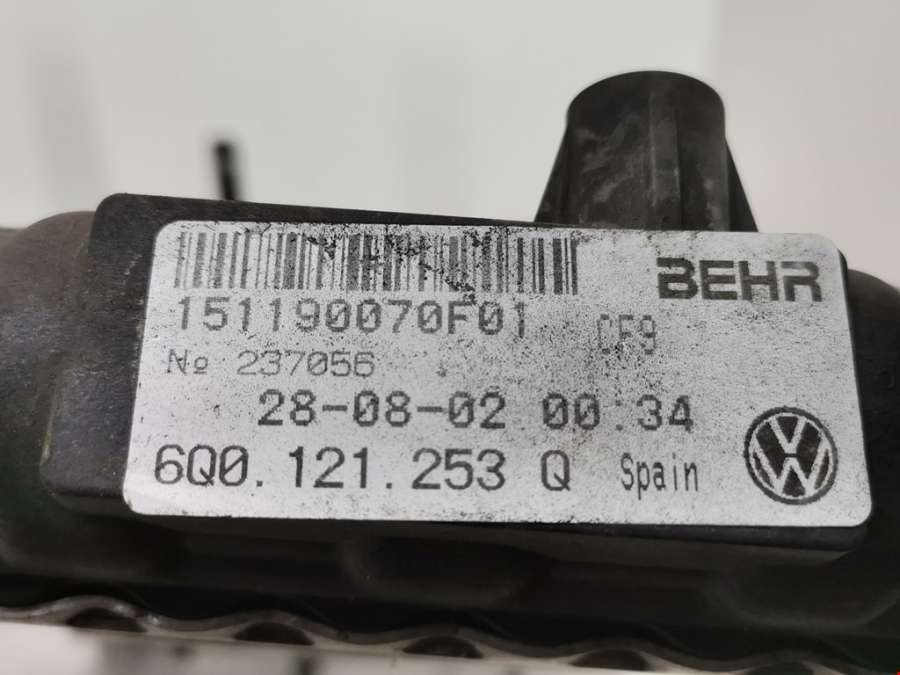 BEHR
151190070F01 CF9
№ 237056
28-08-02 00:34
6Q0.121.253 Q Spain